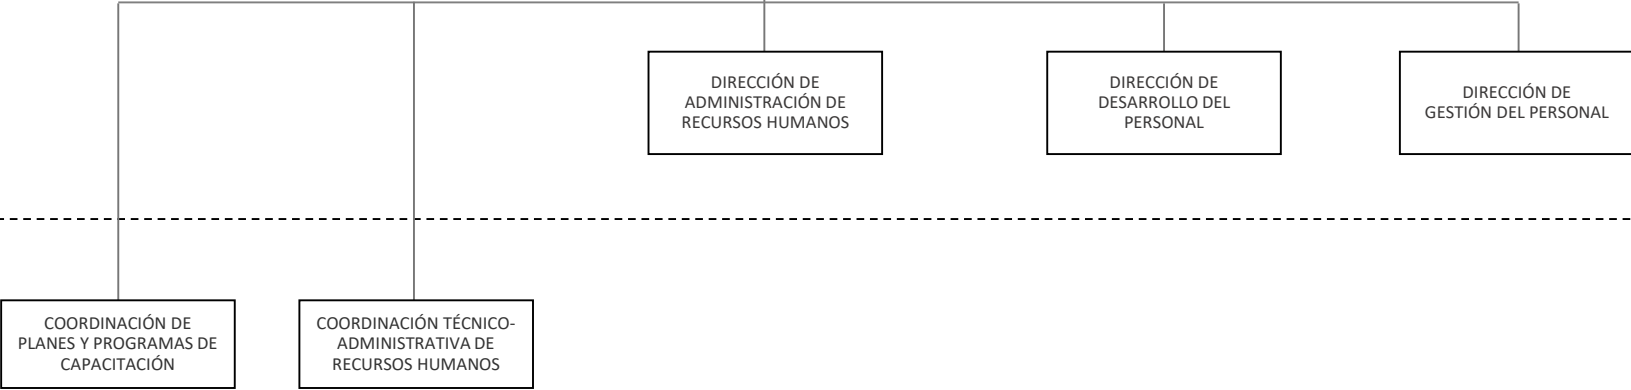 DIRECCIÓN DE
ADMINISTRACIÓN DE
RECURSOS HUMANOS
DIRECCIÓN DE
DESARROLLO DEL
PERSONAL
DIRECCIÓN DE
GESTIÓN DEL PERSONAL
COORDINACIÓN DE
PLANES Y PROGRAMAS DE
CAPACITACIÓN
COORDINACIÓN TÉCNICO-
ADMINISTRATIVA DE
RECURSOS HUMANOS